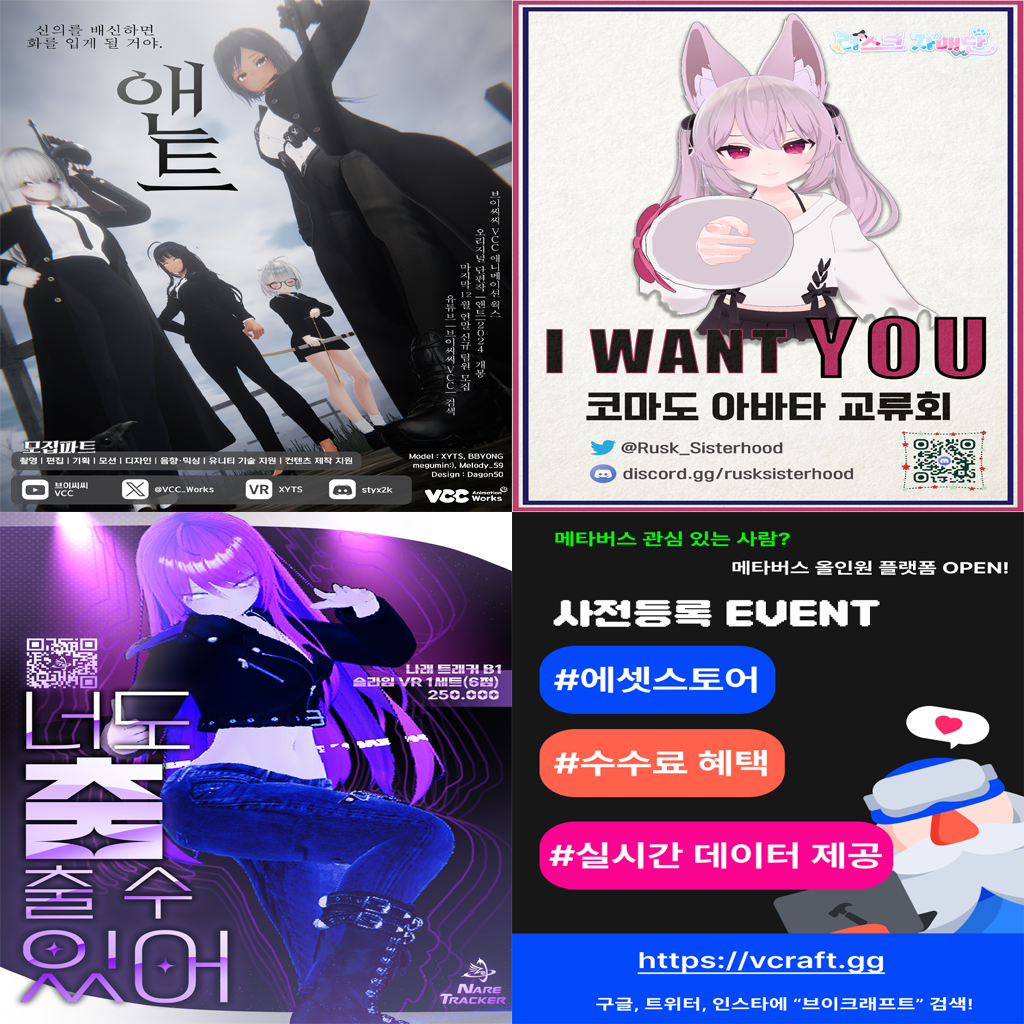 신의를 배신하면
화를 입게 될 거야.
앤트
브이씨씨 VCC 애니메이션 웍스
오리지널 단편작 | 앤트 | 2024 개봉
마지막 12월 연말 신규 팀원 모집
유튜브 | 브이씨씨 VCC | 검색
모집파트
촬영 | 편집 | 기획 | 모션 | 디자인 | 음향·믹싱 | 유니티 기술 지원 | 컨텐츠 제작 지원
Model : XYTS, BBYONG
megumin:), Melody_59
Design : Dagon50
브이씨씨
VCC
@VCC_Works
VR XYTS
styx2k
VCC Animation Works
러스크 자매단
I WANT YOU
코마도 아바타 교류회
@Rusk_Sisterhood
discord.gg/rusksisterhood
나래 트래커 B1
슬라임 VR 1세트(6점)
250.000
너도
춤
출 수
있어
NARE
TRACKER
메타버스 관심 있는 사람?
메타버스 올인원 플랫폼 OPEN!
사전등록 EVENT
#에셋스토어
#수수료 혜택
#실시간 데이터 제공
https://vcraft.gg
구글, 트위터, 인스타에 “브이크래프트” 검색!